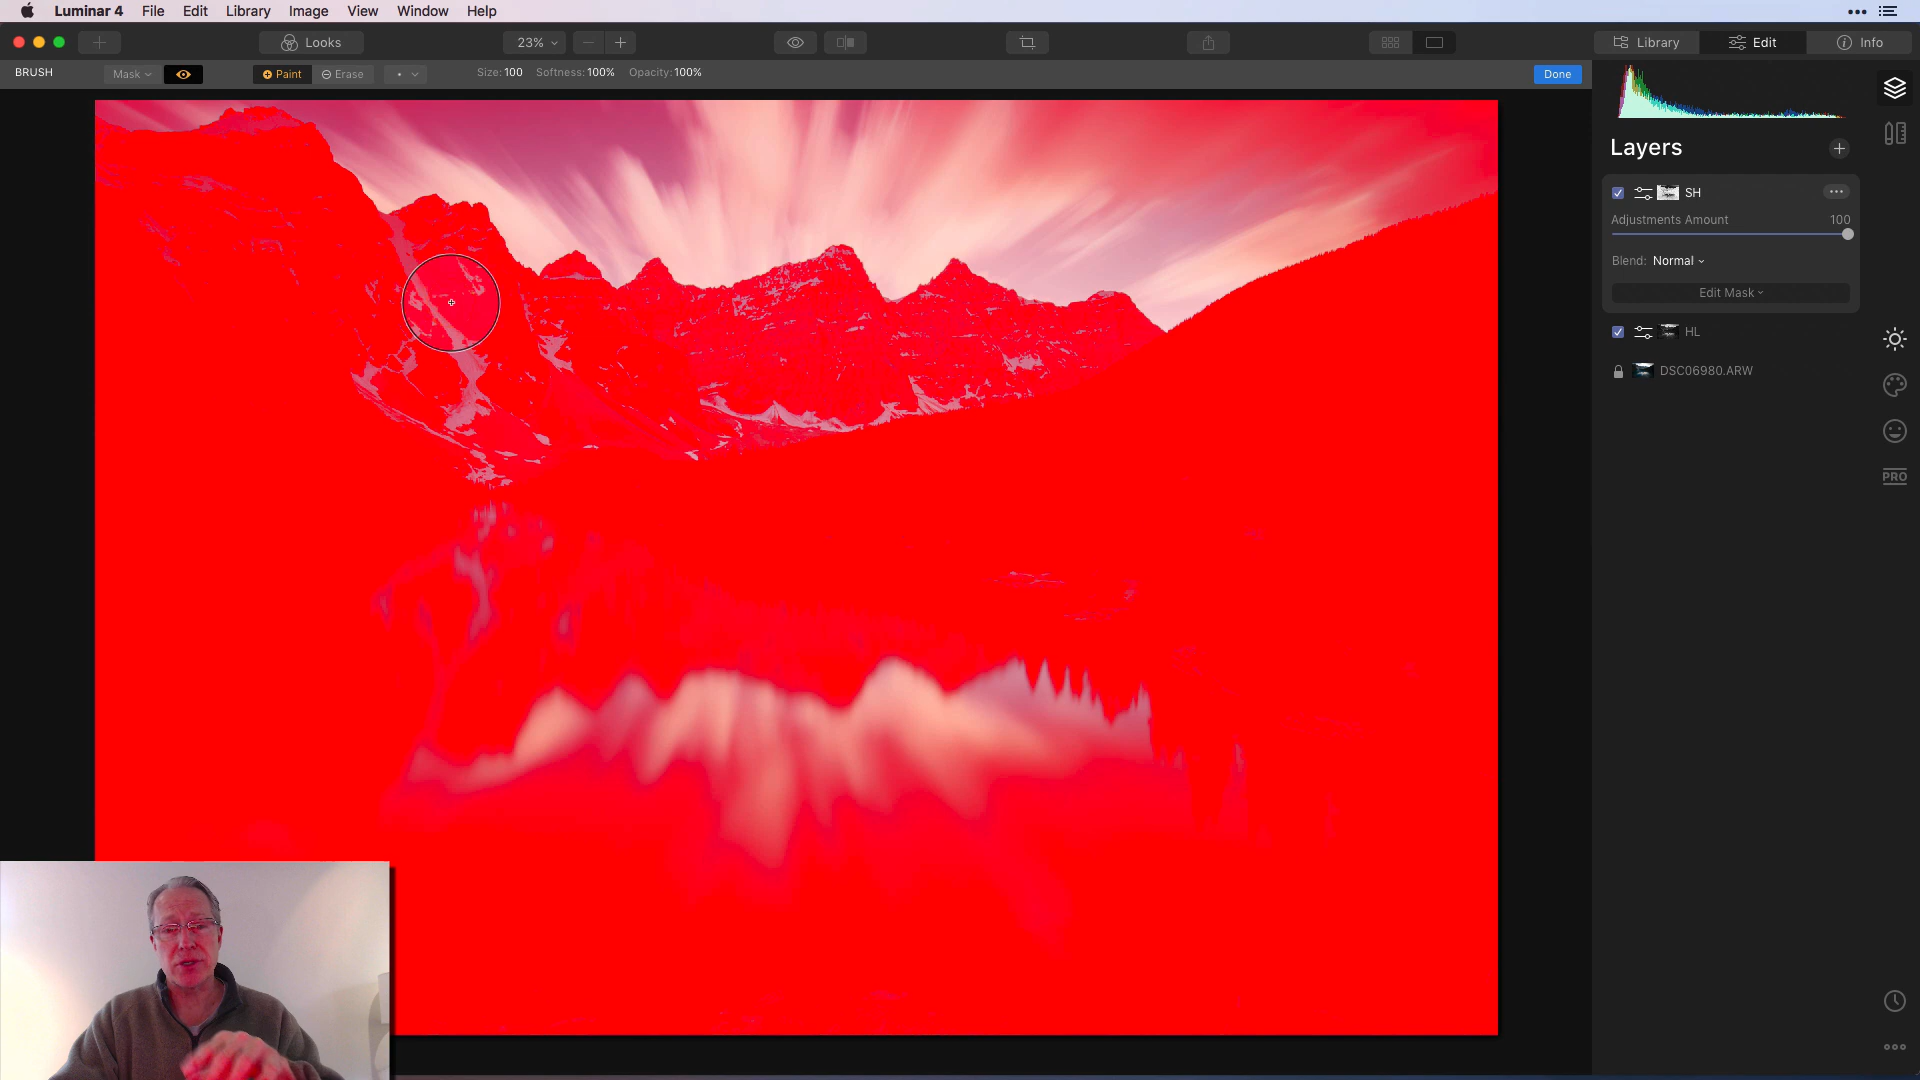 Luminar 4 File Edit Library Image View Window Help
Looks 23% Library Edit Info
BRUSH Mask Paint Erase Size: 100 Softness: 100% Opacity: 100% Done
Layers
SH
Adjustments Amount 100
Blend: Normal
Edit Mask
HL
DSC06980.ARW
PRO